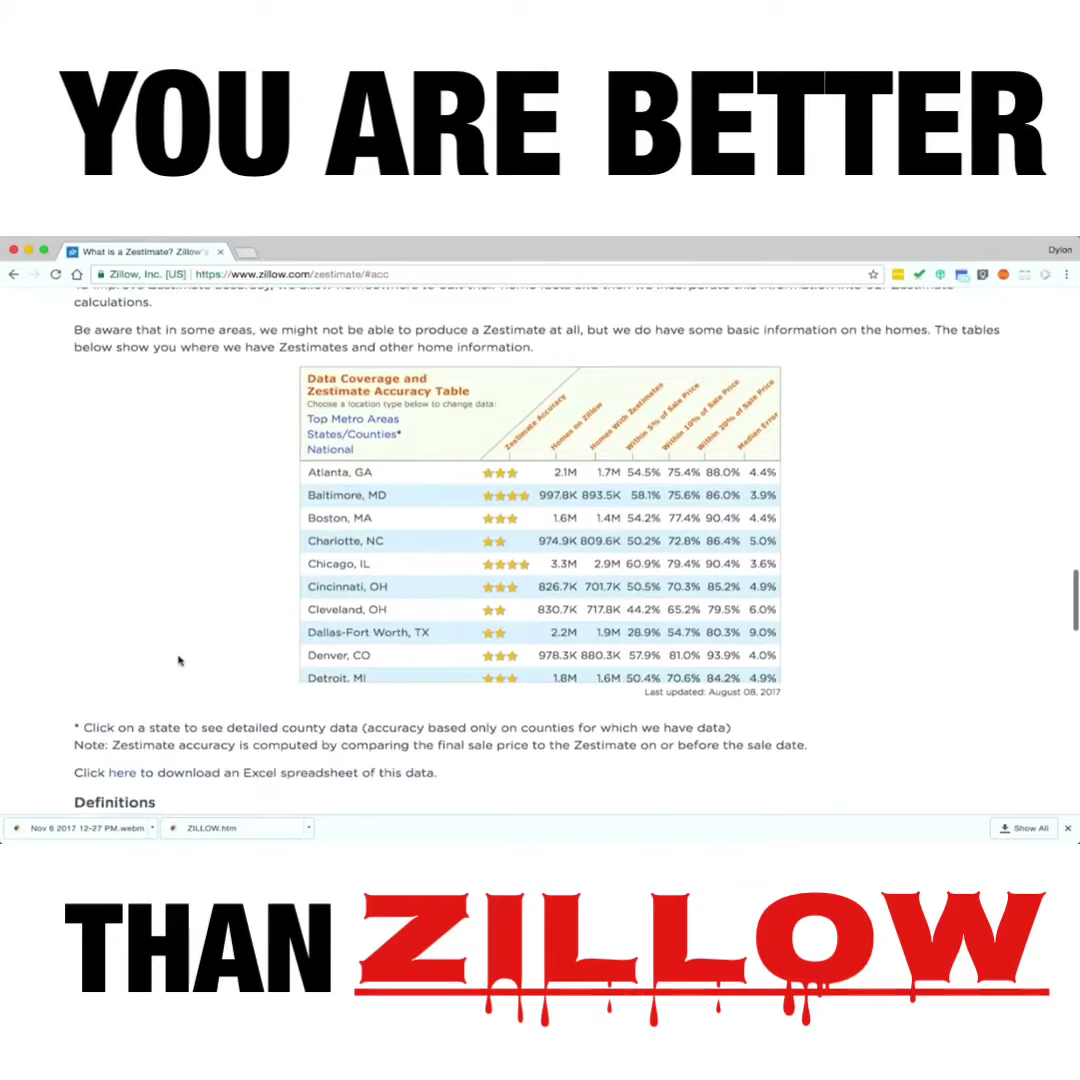 YOU ARE BETTER
What is a Zestimate? Zillow's
Dylan
Zillow, Inc. [US] | https://www.zillow.com/zestimate/#acc
calculations.
Be aware that in some areas, we might not be able to produce a Zestimate at all, but we do have some basic information on the homes. The tables
below show you where we have Zestimates and other home information.
Data Coverage and
Zestimate Accuracy Table
Choose a location type below to change data:
Top Metro Areas
States/Counties*
National
Zestimate Accuracy
Homes on Zillow
Homes With Zestimates
Within 5% of Sale Price
Within 10% of Sale Price
Within 20% of Sale Price
Median Error
Atlanta, GA 2.1M 1.7M 54.5% 75.4% 88.0% 4.4%
Baltimore, MD 997.8K 893.5K 58.1% 75.6% 86.0% 3.9%
Boston, MA 1.6M 1.4M 54.2% 77.4% 90.4% 4.4%
Charlotte, NC 974.9K 809.6K 50.2% 72.8% 86.4% 5.0%
Chicago, IL 3.3M 2.9M 60.9% 79.4% 90.4% 3.6%
Cincinnati, OH 826.7K 701.7K 50.5% 70.3% 85.2% 4.9%
Cleveland, OH 830.7K 717.8K 44.2% 65.2% 79.5% 6.0%
Dallas-Fort Worth, TX 2.2M 1.9M 28.9% 54.7% 80.3% 9.0%
Denver, CO 978.3K 880.3K 57.9% 81.0% 93.9% 4.0%
Detroit, MI 1.8M 1.6M 50.4% 70.6% 84.2% 4.9%
Last updated: August 08, 2017
* Click on a state to see detailed county data (accuracy based only on counties for which we have data)
Note: Zestimate accuracy is computed by comparing the final sale price to the Zestimate on or before the sale date.
Click here to download an Excel spreadsheet of this data.
Definitions
Nov 6 2017 12-27 PM.webm
ZILLOW.htm
Show All
THAN ZILLOW